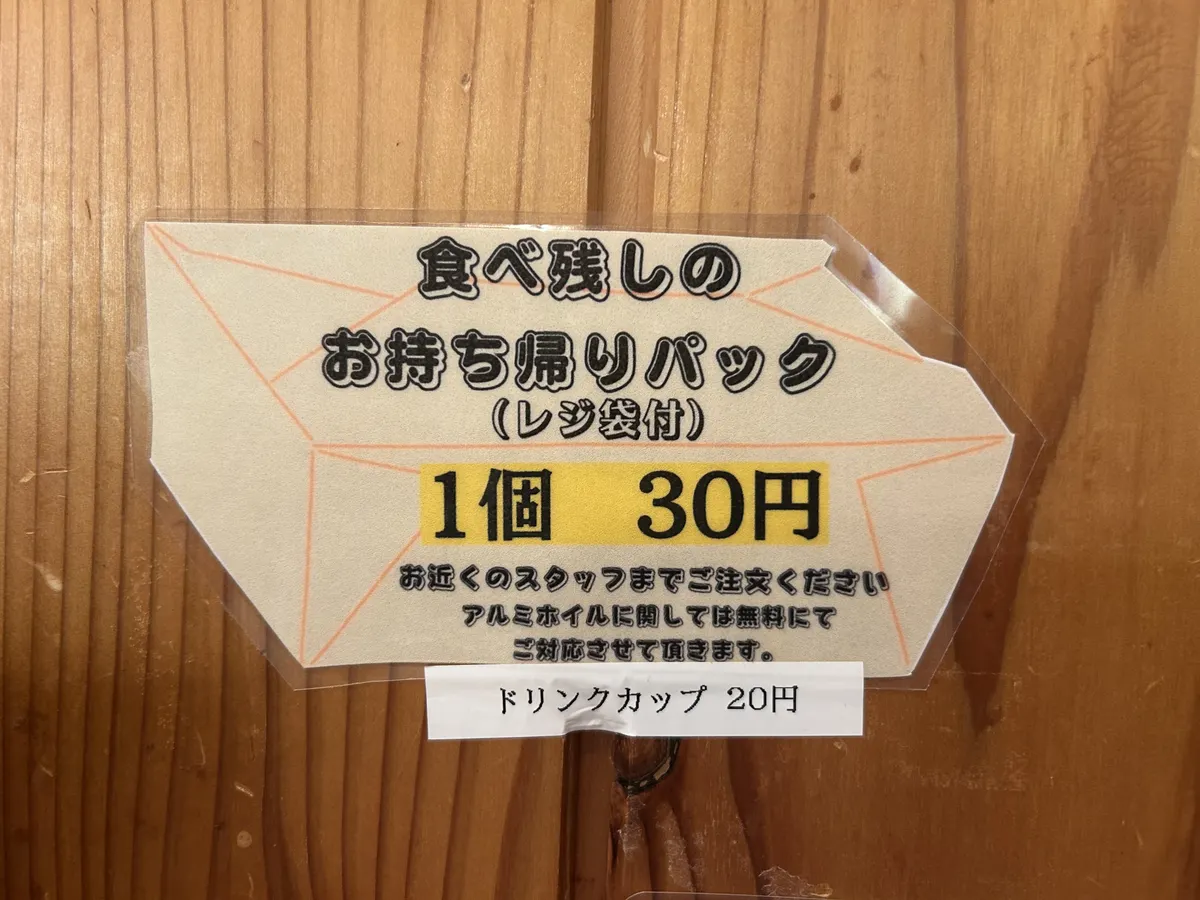 食べ残しの
お持ち帰りパック
(レジ袋付)
1個　30円
お近くのスタッフまでご注文ください
アルミホイルに関しては無料にて
ご対応させて頂きます。
ドリンクカップ 20円